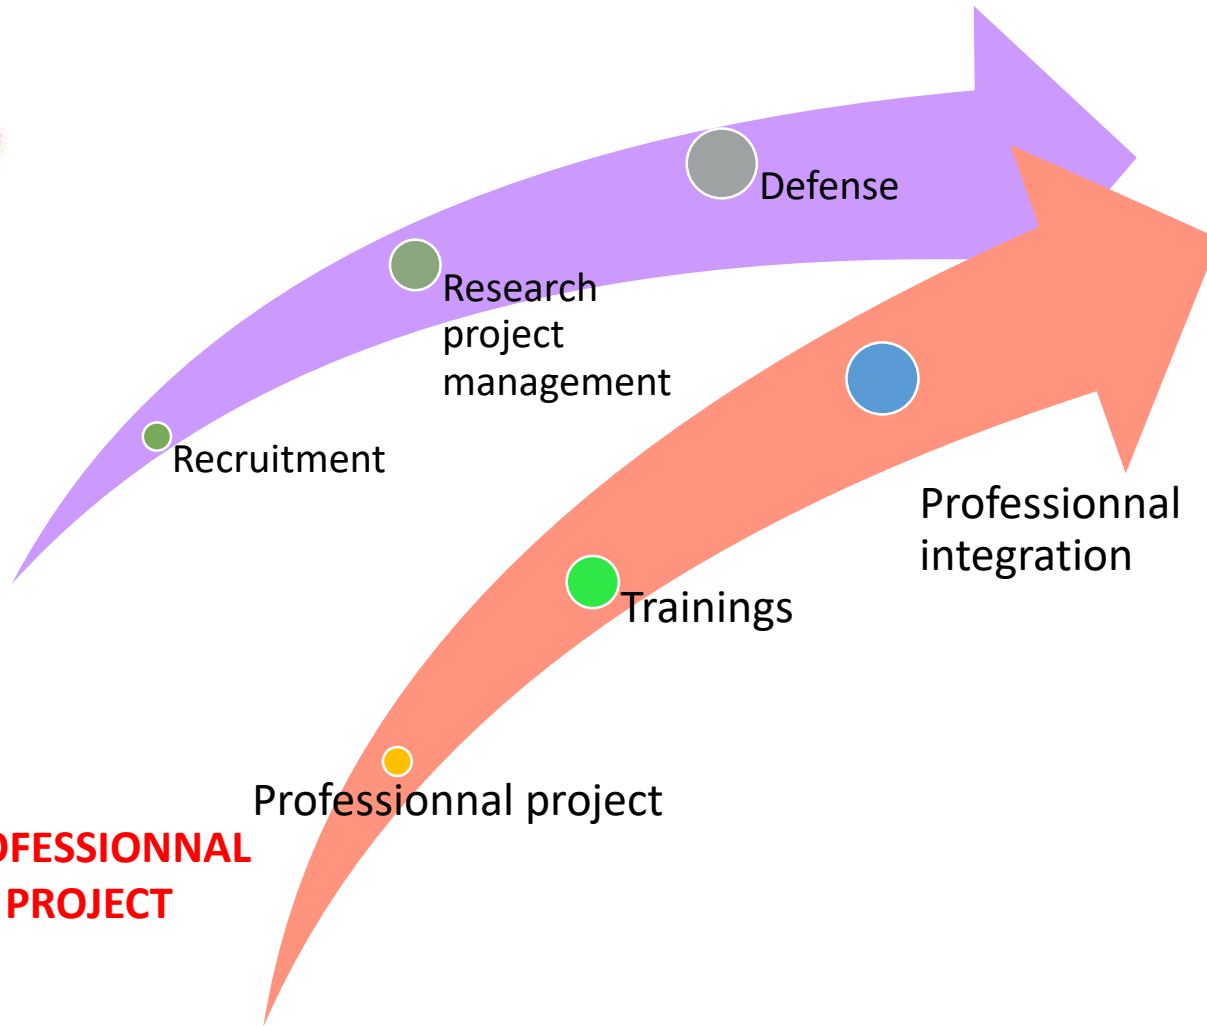 Defense
Research
project
management
Recruitment
Professionnal
integration
Trainings
Professionnal project
OFESSIONNAL
PROJECT